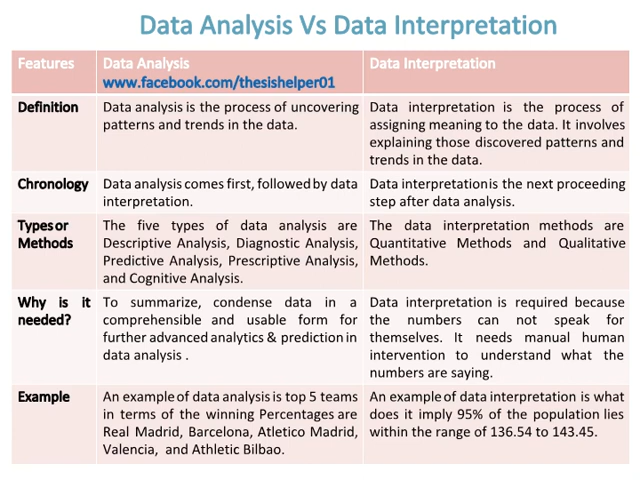 Data Analysis Vs Data Interpretation
Features
Data Analysis
www.facebook.com/thesishelper01
Data Interpretation
Definition
Data analysis is the process of uncovering
patterns and trends in the data.
Data interpretation is the process of
assigning meaning to the data. It involves
explaining those discovered patterns and
trends in the data.
Chronology
Data analysis comes first, followed by data
interpretation.
Data interpretation is the next proceeding
step after data analysis.
Types or
Methods
The five types of data analysis are
Descriptive Analysis, Diagnostic Analysis,
Predictive Analysis, Prescriptive Analysis,
and Cognitive Analysis.
The data interpretation methods are
Quantitative Methods and Qualitative
Methods.
Why is it
needed?
To summarize, condense data in a
comprehensible and usable form for
further advanced analytics & prediction in
data analysis .
Data interpretation is required because
the numbers can not speak for
themselves. It needs manual human
intervention to understand what the
numbers are saying.
Example
An example of data analysis is top 5 teams
in terms of the winning Percentages are
Real Madrid, Barcelona, Atletico Madrid,
Valencia, and Athletic Bilbao.
An example of data interpretation is what
does it imply 95% of the population lies
within the range of 136.54 to 143.45.